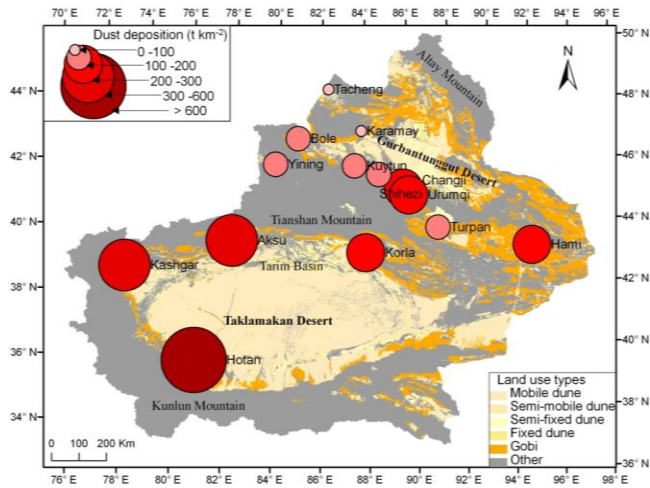 70° E 72° E 74° E 76° E 78° E 80° E 82° E 84° E 86° E 88° E 90° E 92° E 94° E 96° E
Dust deposition (t km-2)
0 -100
100 -200
200 -300
300 -600
> 600
N
50° N
48° N
46° N
44° N
42° N
40° N
38° N
36° N
44° N
42° N
40° N
38° N
36° N
34° N
Altay Mountain
Tacheng
Karamay
Bole
Gurbantunggut Desert
Yining
Kuytun
Changji
Shihezi
Urumqi
Tianshan Mountain
Turpan
Aksu
Korla
Hami
Kashgar
Tarim Basin
Taklamakan Desert
Hotan
Kunlun Mountain
Land use types
Mobile dune
Semi-mobile dune
Semi-fixed dune
Fixed dune
Gobi
Other
0 100 200 Km
76° E 78° E 80° E 82° E 84° E 86° E 88° E 90° E 92° E 94° E 96° E 98° E